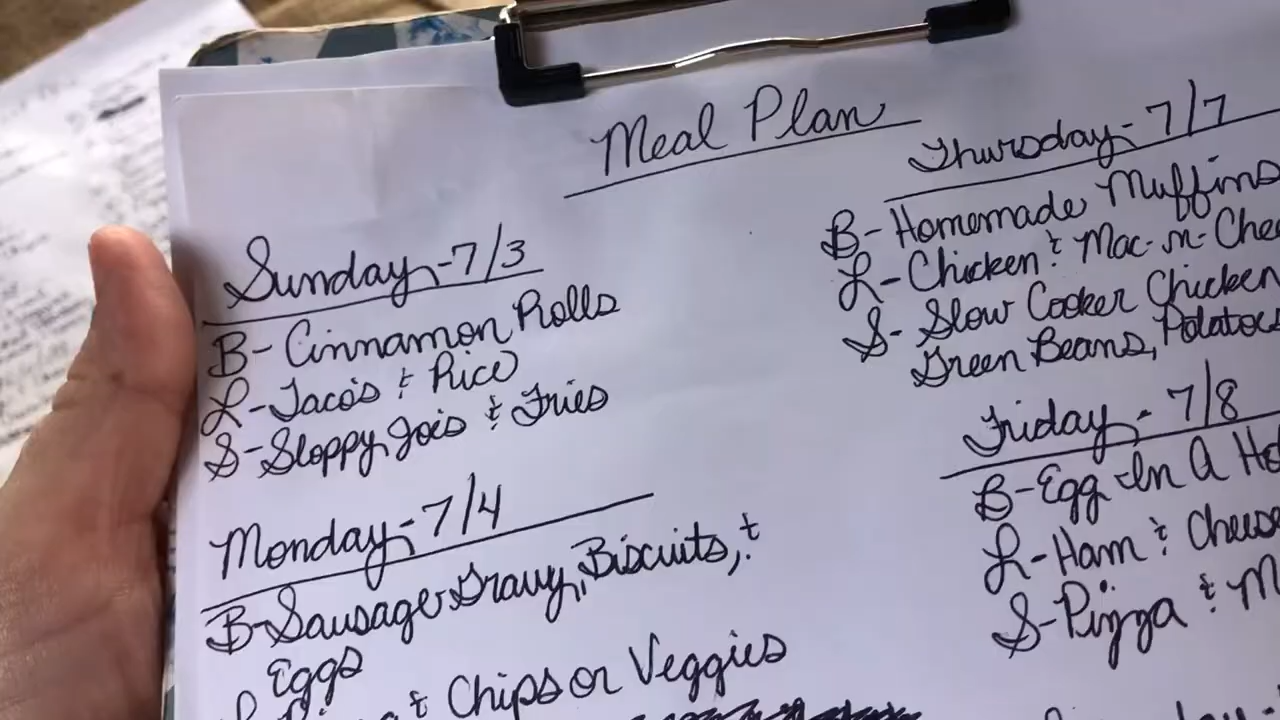 Meal Plan
Sunday-7/3
B-Cinnamon Rolls
L-Taco's & Rice
S-Sloppy Joe's & Fries
Monday-7/4
B-Sausage Gravy, Biscuits, &
Eggs
& Chips or Veggies
Thursday-7/7
B-Homemade Muffins
L-Chicken & Mac-n-Chee
S-Slow Cooker Chicken
Green Beans, Potatoes
Friday-7/8
B-Egg-In A
L-Ham & Cheese
S-Pizza &